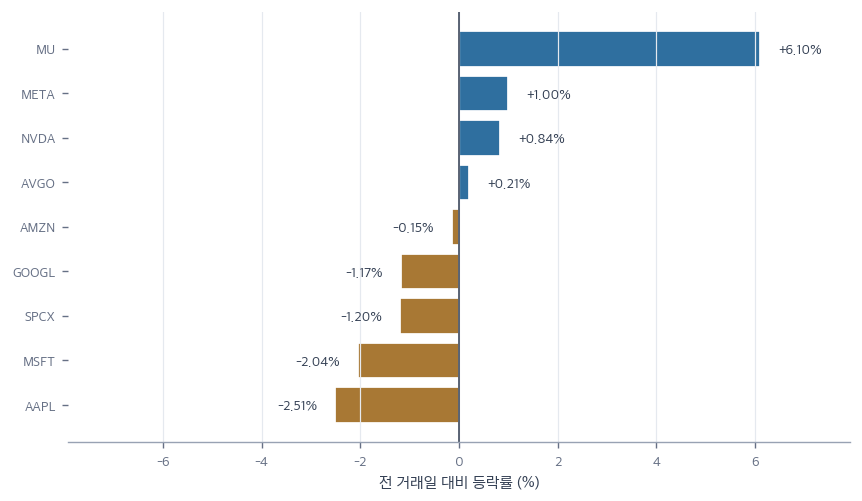 MU +6.10%
META +1.00%
NVDA +0.84%
AVGO +0.21%
AMZN -0.15%
GOOGL -1.17%
SPCX -1.20%
MSFT -2.04%
AAPL -2.51%
-6 -4 -2 0 2 4 6
전 거래일 대비 등락률 (%)